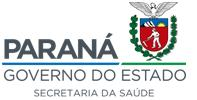 PARANÁ
GOVERNO DO ESTADO
SECRETARIA DA SAÚDE